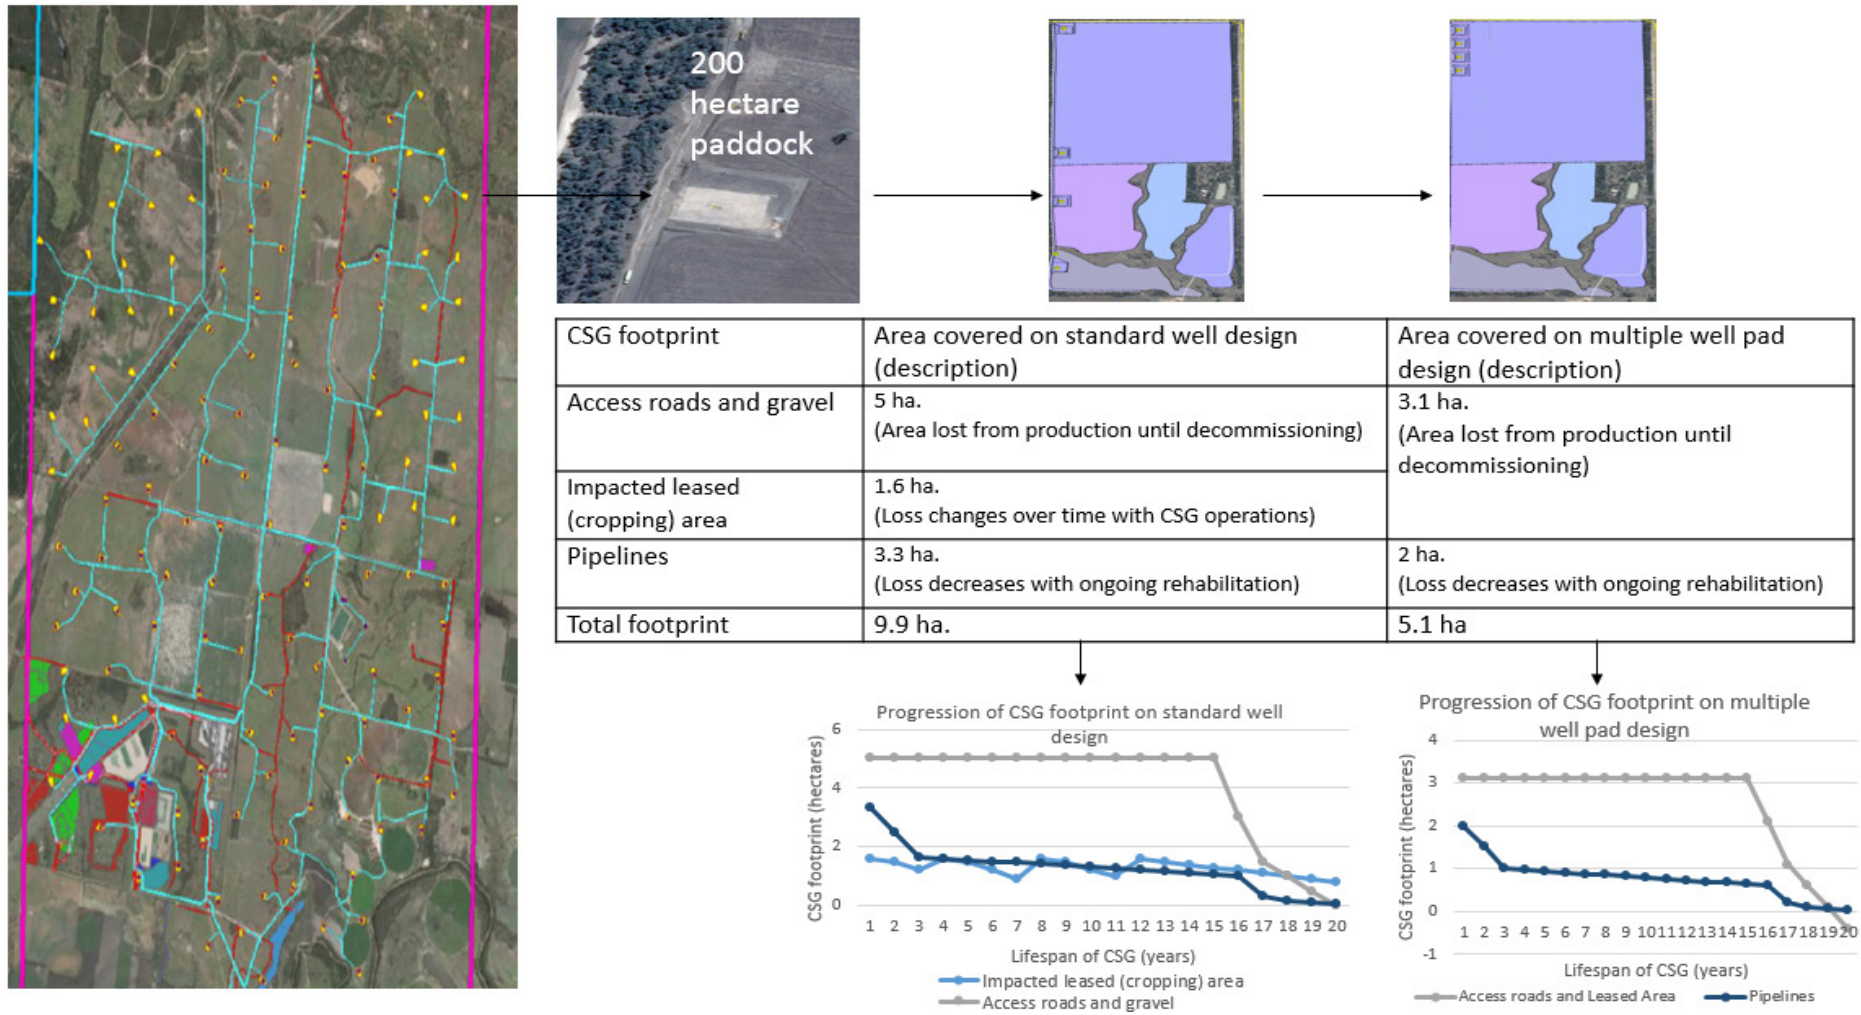 200
hectare
paddock
CSG footprint
Area covered on standard well design
(description)
Area covered on multiple well pad
design (description)
Access roads and gravel
5 ha.
(Area lost from production until decommissioning)
3.1 ha.
(Area lost from production until
decommissioning)
Impacted leased
(cropping) area
1.6 ha.
(Loss changes over time with CSG operations)
Pipelines
3.3 ha.
(Loss decreases with ongoing rehabilitation)
2 ha.
(Loss decreases with ongoing rehabilitation)
Total footprint
9.9 ha.
5.1 ha
Progression of CSG footprint on standard well
design
CSG footprint (hectares)
6
4
2
0
1 2 3 4 5 6 7 8 9 10 11 12 13 14 15 16 17 18 19 20
Lifespan of CSG (years)
Impacted leased (cropping) area
Access roads and gravel
Progression of CSG footprint on multiple
well pad design
CSG footprint (hectares)
4
3
2
1
0
-1
1 2 3 4 5 6 7 8 9 10 11 12 13 14 15 16 17 18 19 20
Lifespan of CSG (years)
Access roads and Leased Area
Pipelines